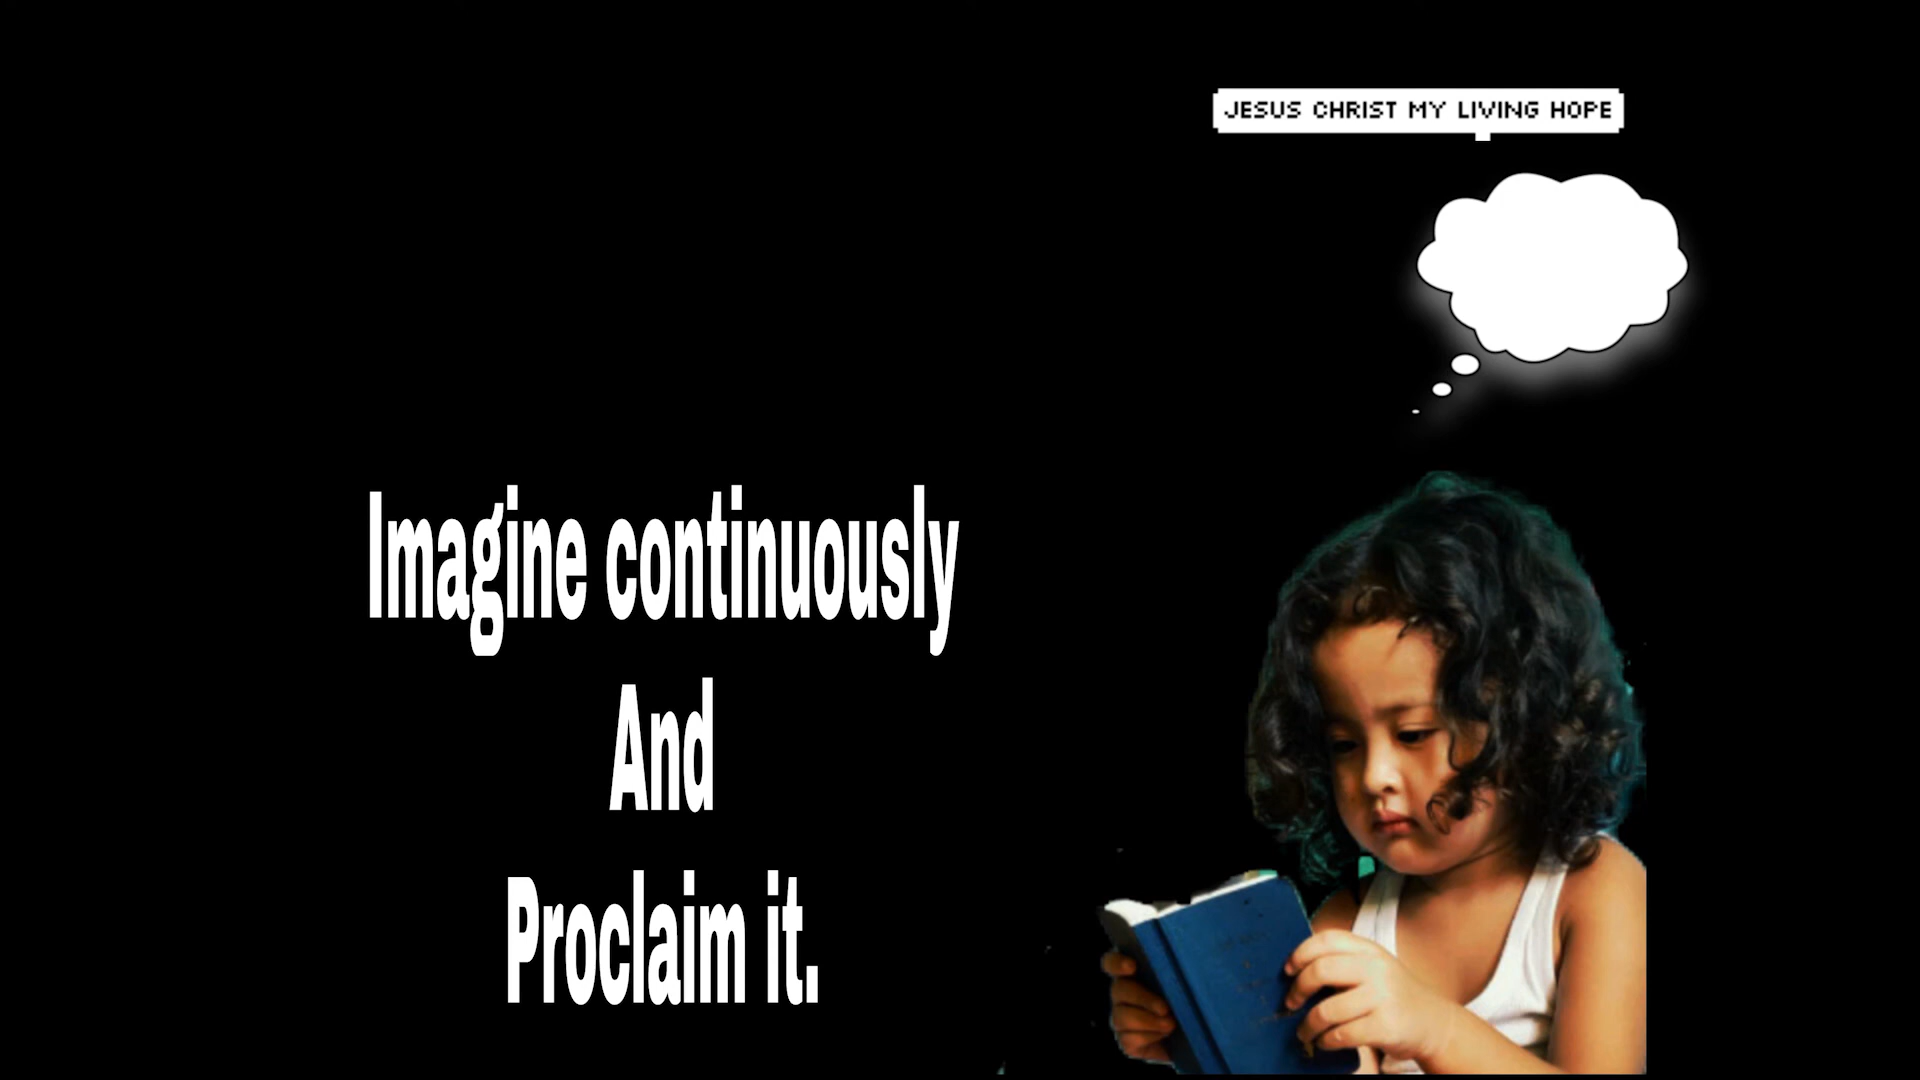 JESUS CHRIST MY LIVING HOPE
Imagine continuously
And
Proclaim it.